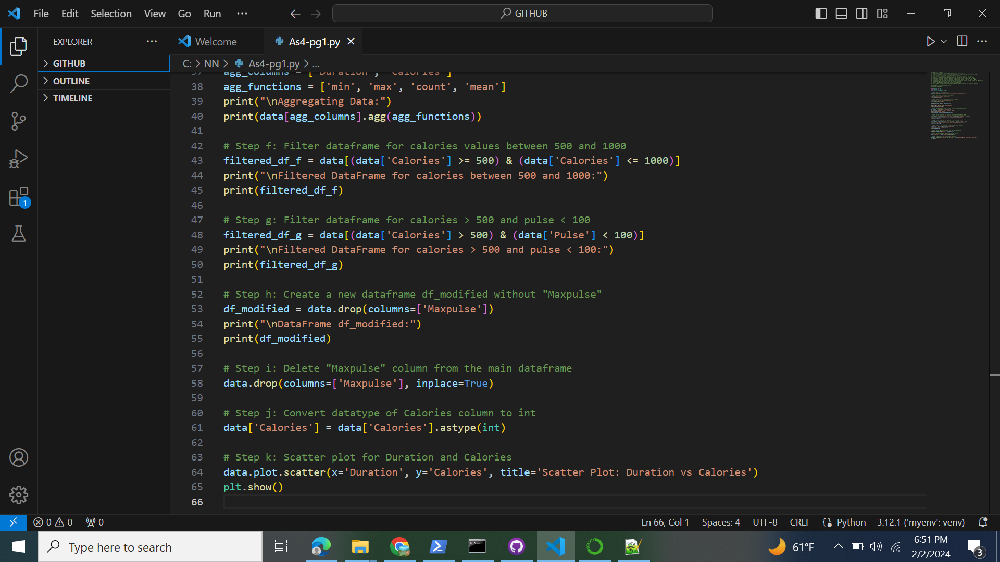 File Edit Selection View Go Run ...
GITHUB
EXPLORER
Welcome
As4-pg1.py
GITHUB
OUTLINE
TIMELINE
C: > NN > As4-pg1.py > ...
37 agg_columns = ['Duration', 'Calories']
38 agg_functions = ['min', 'max', 'count', 'mean']
39 print("\nAggregating Data:")
40 print(data[agg_columns].agg(agg_functions))
41
42 # Step f: Filter dataframe for calories values between 500 and 1000
43 filtered_df_f = data[(data['Calories'] >= 500) & (data['Calories'] <= 1000)]
44 print("\nFiltered DataFrame for calories between 500 and 1000:")
45 print(filtered_df_f)
46
47 # Step g: Filter dataframe for calories > 500 and pulse < 100
48 filtered_df_g = data[(data['Calories'] > 500) & (data['Pulse'] < 100)]
49 print("\nFiltered DataFrame for calories > 500 and pulse < 100:")
50 print(filtered_df_g)
51
52 # Step h: Create a new dataframe df_modified without "Maxpulse"
53 df_modified = data.drop(columns=['Maxpulse'])
54 print("\nDataFrame df_modified:")
55 print(df_modified)
56
57 # Step i: Delete "Maxpulse" column from the main dataframe
58 data.drop(columns=['Maxpulse'], inplace=True)
59
60 # Step j: Convert datatype of Calories column to int
61 data['Calories'] = data['Calories'].astype(int)
62
63 # Step k: Scatter plot for Duration and Calories
64 data.plot.scatter(x='Duration', y='Calories', title='Scatter Plot: Duration vs Calories')
65 plt.show()
66
1
0 0 0
Ln 66, Col 1 Spaces: 4 UTF-8 CRLF Python 3.12.1 ('myenv': venv)
Type here to search
61°F
6:51 PM
2/2/2024
3